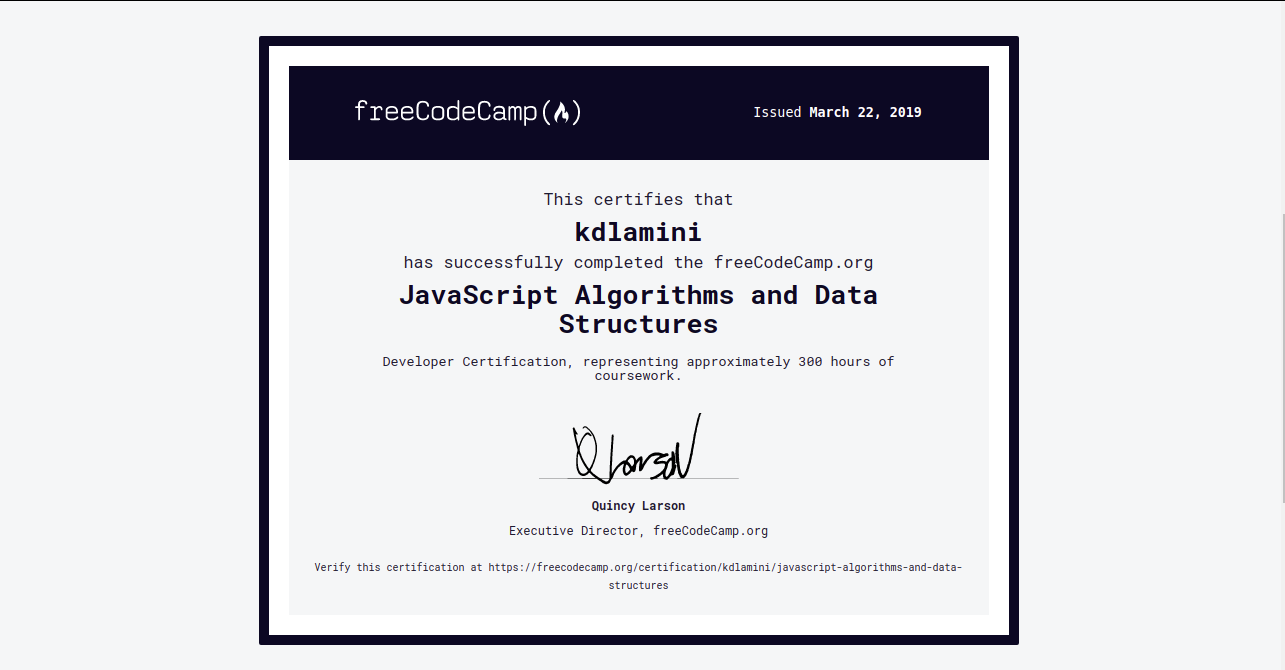 freeCodeCamp(🔥)
Issued March 22, 2019
This certifies that
kdlamini
has successfully completed the freeCodeCamp.org
JavaScript Algorithms and Data
Structures
Developer Certification, representing approximately 300 hours of
coursework.
Q Larson
Quincy Larson
Executive Director, freeCodeCamp.org
Verify this certification at https://freecodecamp.org/certification/kdlamini/javascript-algorithms-and-data-
structures